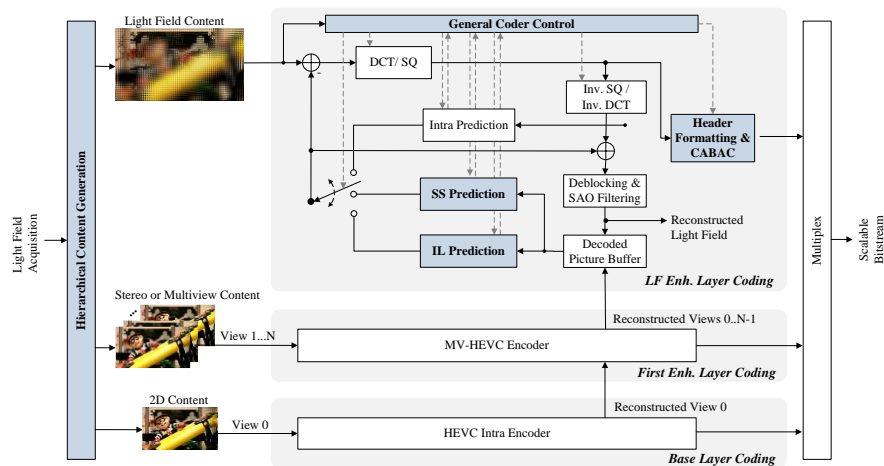 Light Field Content
General Coder Control
-
DCT/ SQ
Inv. SQ /
Inv. DCT
Intra Prediction
Header
Formatting &
CABAC
Hierarchical Content Generation
Light Field
Acquisition
SS Prediction
Deblocking &
SAO Filtering
Reconstructed
Light Field
IL Prediction
Decoded
Picture Buffer
LF Enh. Layer Coding
Multiplex
Scalable
Bitstream
Stereo or Multiview Content
...
View 1...N
Reconstructed Views 0..N-1
MV-HEVC Encoder
First Enh. Layer Coding
2D Content
View 0
Reconstructed View 0
HEVC Intra Encoder
Base Layer Coding